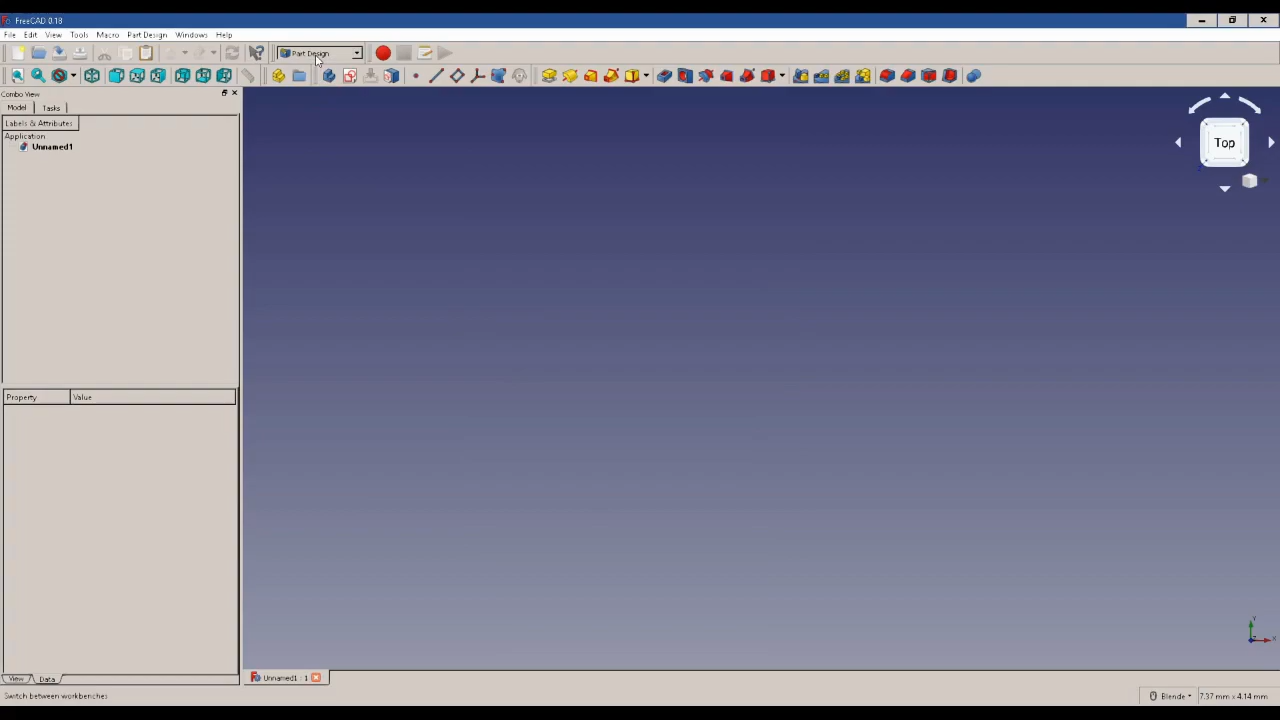 FreeCAD 0.18
File Edit View Tools Macro Part Design Windows Help
Part Design
Combo View
Model Tasks
Labels & Attributes
Application
Unnamed1
Top
Property Value
View Data
Unnamed1 : 1
Switch between workbenches
Blende 7.37 mm x 4.14 mm
Y
X